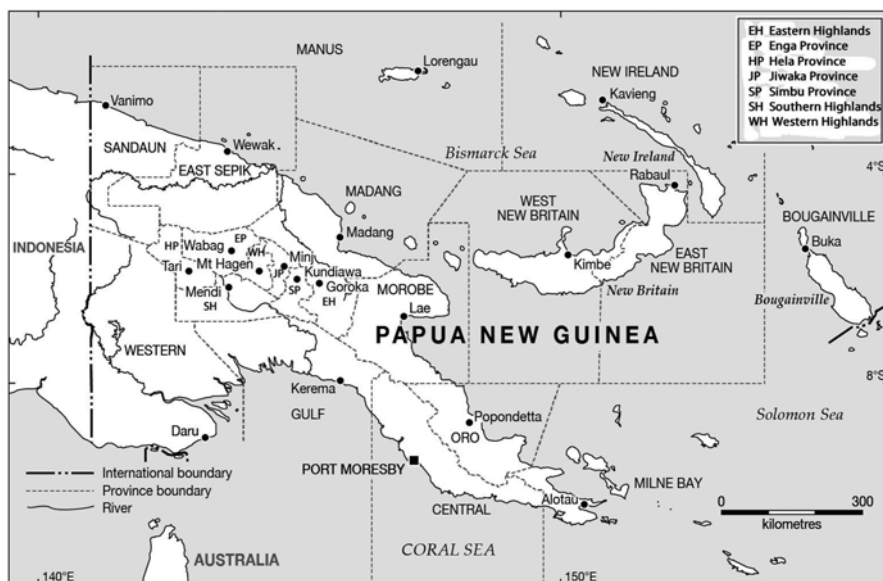 MANUS
Lorengau
NEW IRELAND
Kavieng
EH Eastern Highlands
EP Enga Province
HP Hela Province
JP Jiwaka Province
SP Simbu Province
SH Southern Highlands
WH Western Highlands
Vanimo
SANDAUN
Wewak
EAST SEPIK
Bismarck Sea
New Ireland
Rabaul
4°S
MADANG
Madang
WEST
NEW BRITAIN
BOUGAINVILLE
Buka
INDONESIA
HP
Wabag
EP
WH
Tari
Mt Hagen
JP
Minj
Kundiawa
SP
Goroka
EH
Mendi
SH
MOROBE
Lae
Kimbe
EAST
NEW BRITAIN
New Britain
Bougainville
PAPUA NEW GUINEA
WESTERN
8°S
Kerema
GULF
Daru
Popondetta
ORO
Solomon Sea
PORT MORESBY
International boundary
Province boundary
River
CENTRAL
Alotau
MILNE BAY
0
300
kilometres
AUSTRALIA
CORAL SEA
140°E
150°E